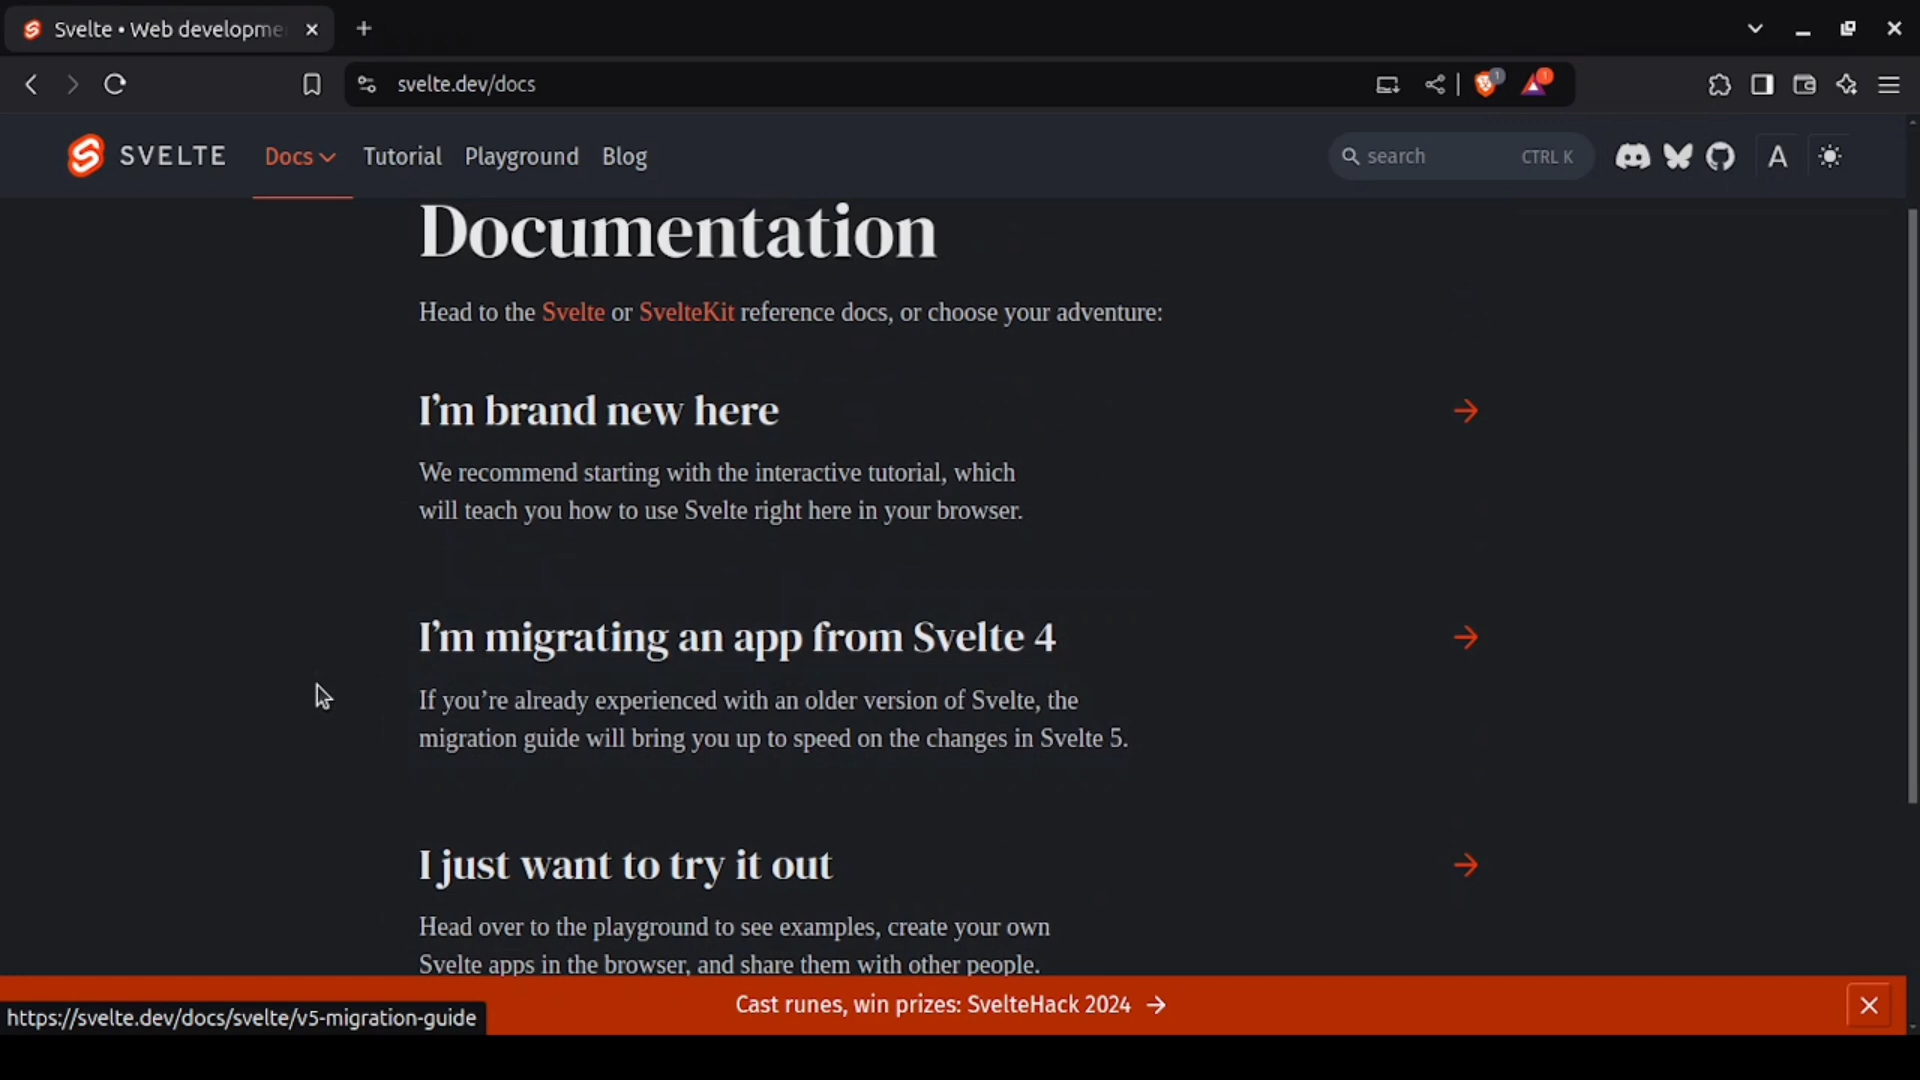 Svelte • Web developme
svelte.dev/docs
1
1
SVELTE
Docs
Tutorial
Playground
Blog
search
CTRL K
A
Documentation
Head to the Svelte or SvelteKit reference docs, or choose your adventure:
I'm brand new here
We recommend starting with the interactive tutorial, which
will teach you how to use Svelte right here in your browser.
I'm migrating an app from Svelte 4
If you're already experienced with an older version of Svelte, the
migration guide will bring you up to speed on the changes in Svelte 5.
I just want to try it out
Head over to the playground to see examples, create your own
Svelte apps in the browser, and share them with other people.
Cast runes, win prizes: SvelteHack 2024 →
https://svelte.dev/docs/svelte/v5-migration-guide